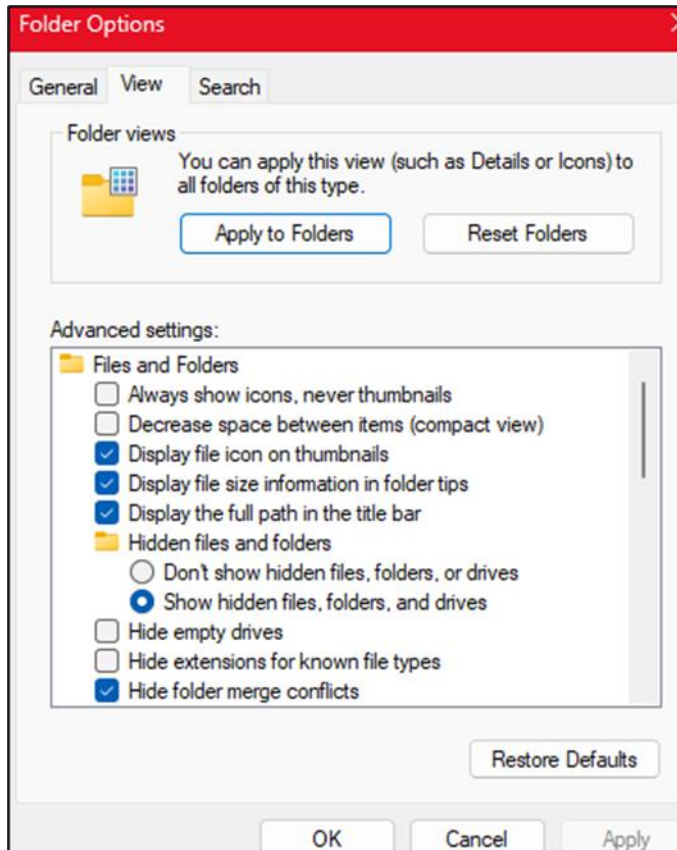 Folder Options
General View Search
Folder views
You can apply this view (such as Details or Icons) to
all folders of this type.
Apply to Folders Reset Folders
Advanced settings:
Files and Folders
Always show icons, never thumbnails
Decrease space between items (compact view)
Display file icon on thumbnails
Display file size information in folder tips
Display the full path in the title bar
Hidden files and folders
Don't show hidden files, folders, or drives
Show hidden files, folders, and drives
Hide empty drives
Hide extensions for known file types
Hide folder merge conflicts
Restore Defaults
OK Cancel Apply